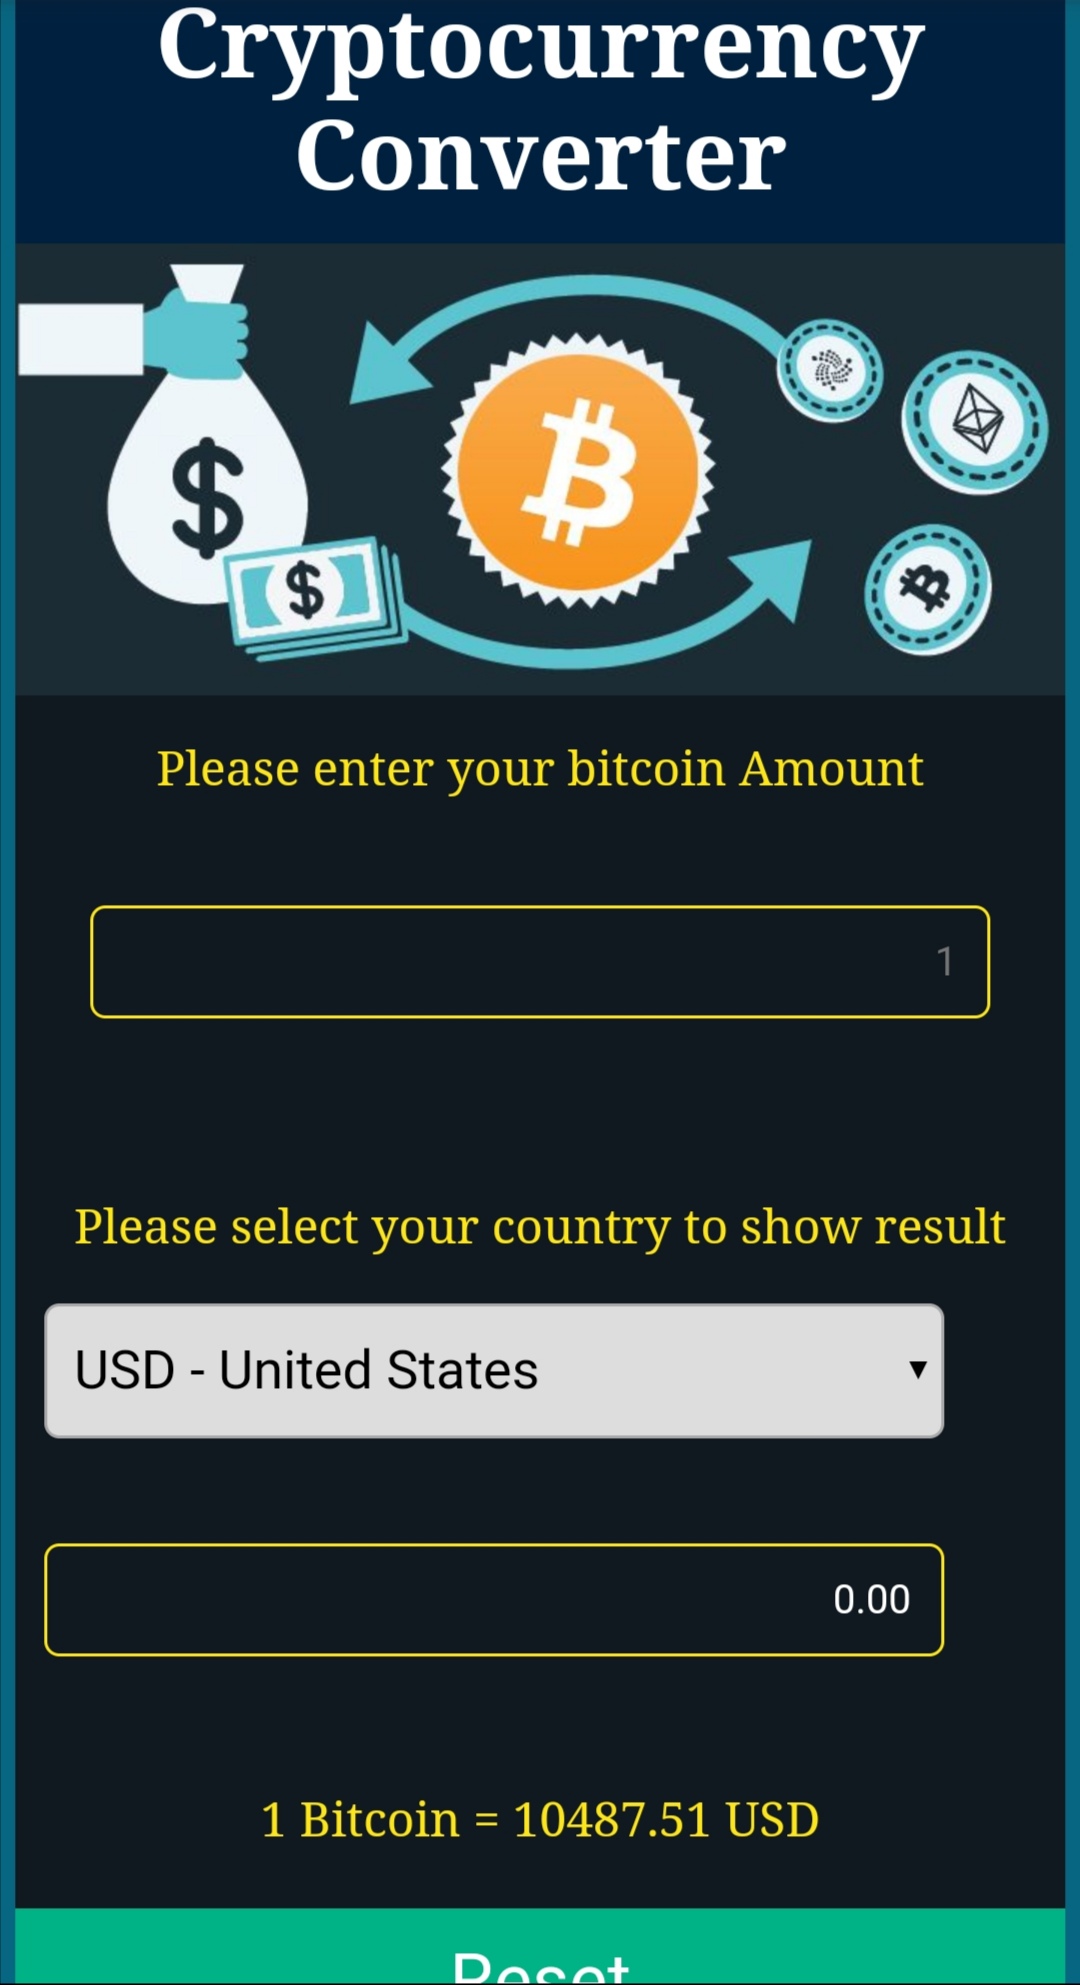 Cryptocurrency
Converter
$
$
Please enter your bitcoin Amount
1
Please select your country to show result
USD - United States
0.00
1 Bitcoin = 10487.51 USD
Reset